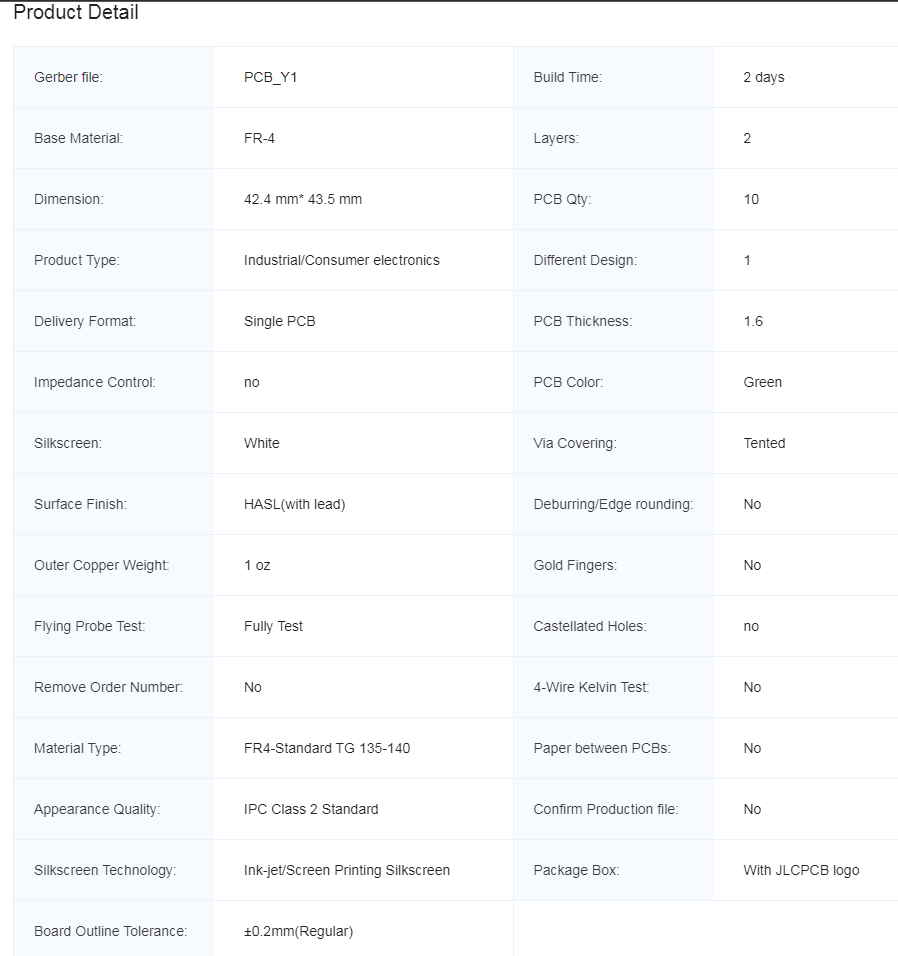 Product Detail
Gerber file: PCB_Y1 Build Time: 2 days
Base Material: FR-4 Layers: 2
Dimension: 42.4 mm* 43.5 mm PCB Qty: 10
Product Type: Industrial/Consumer electronics Different Design: 1
Delivery Format: Single PCB PCB Thickness: 1.6
Impedance Control: no PCB Color: Green
Silkscreen: White Via Covering: Tented
Surface Finish: HASL(with lead) Deburring/Edge rounding: No
Outer Copper Weight: 1 oz Gold Fingers: No
Flying Probe Test: Fully Test Castellated Holes: no
Remove Order Number: No 4-Wire Kelvin Test: No
Material Type: FR4-Standard TG 135-140 Paper between PCBs: No
Appearance Quality: IPC Class 2 Standard Confirm Production file: No
Silkscreen Technology: Ink-jet/Screen Printing Silkscreen Package Box: With JLCPCB logo
Board Outline Tolerance: ±0.2mm(Regular)